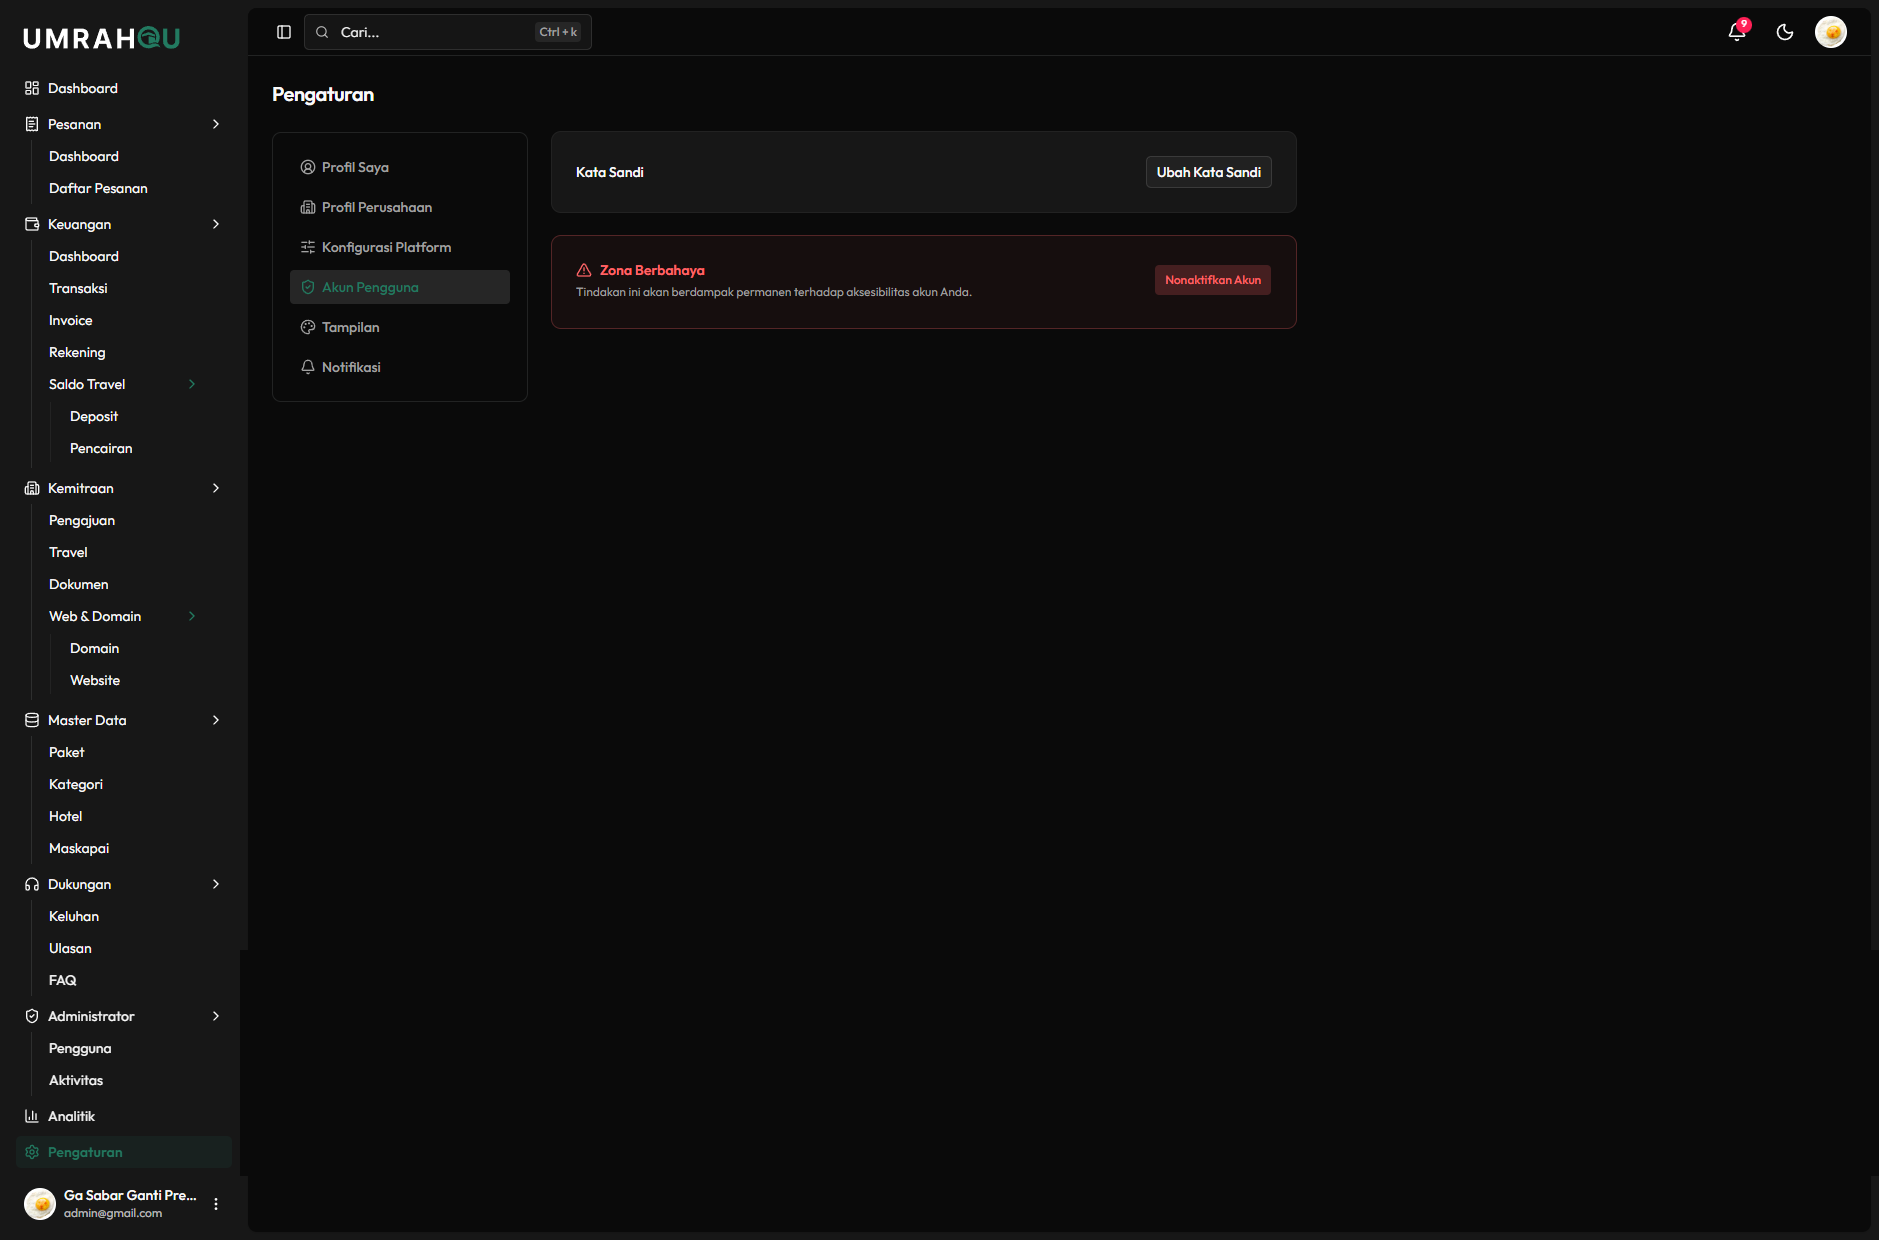 UMRAHQU
Cari...
Ctrl + k
9
Dashboard
Pesanan
Dashboard
Daftar Pesanan
Keuangan
Dashboard
Transaksi
Invoice
Rekening
Saldo Travel
Deposit
Pencairan
Kemitraan
Pengajuan
Travel
Dokumen
Web & Domain
Domain
Website
Master Data
Paket
Kategori
Hotel
Maskapai
Dukungan
Keluhan
Ulasan
FAQ
Administrator
Pengguna
Aktivitas
Analitik
Pengaturan
Ga Sabar Ganti Pre...
admin@gmail.com
Pengaturan
Profil Saya
Profil Perusahaan
Konfigurasi Platform
Akun Pengguna
Tampilan
Notifikasi
Kata Sandi
Ubah Kata Sandi
Zona Berbahaya
Tindakan ini akan berdampak permanen terhadap aksesibilitas akun Anda.
Nonaktifkan Akun